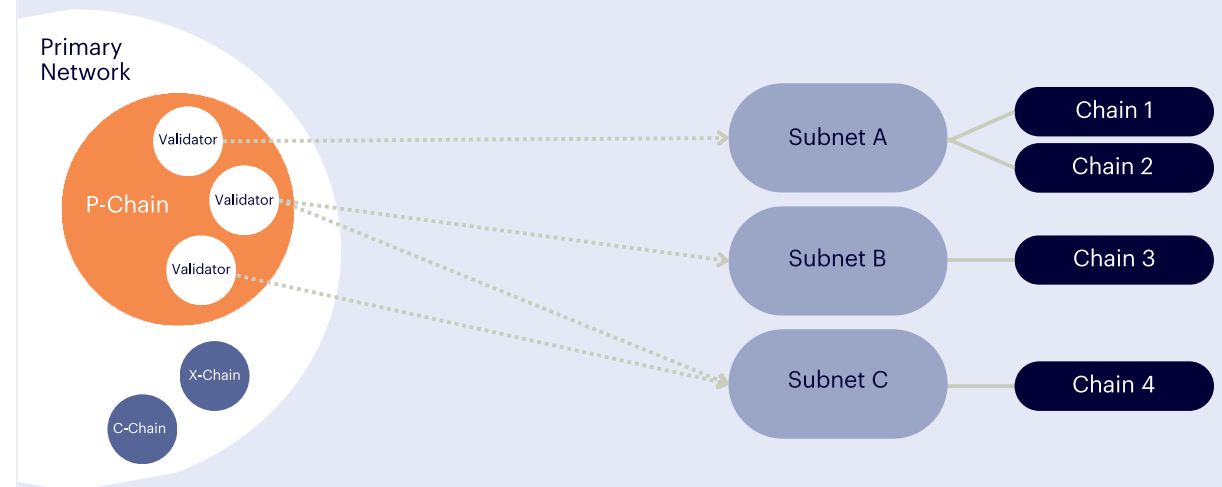 Primary
Network
P-Chain
Validator
Validator
Validator
X-Chain
C-Chain
Subnet A
Subnet B
Subnet C
Chain 1
Chain 2
Chain 3
Chain 4